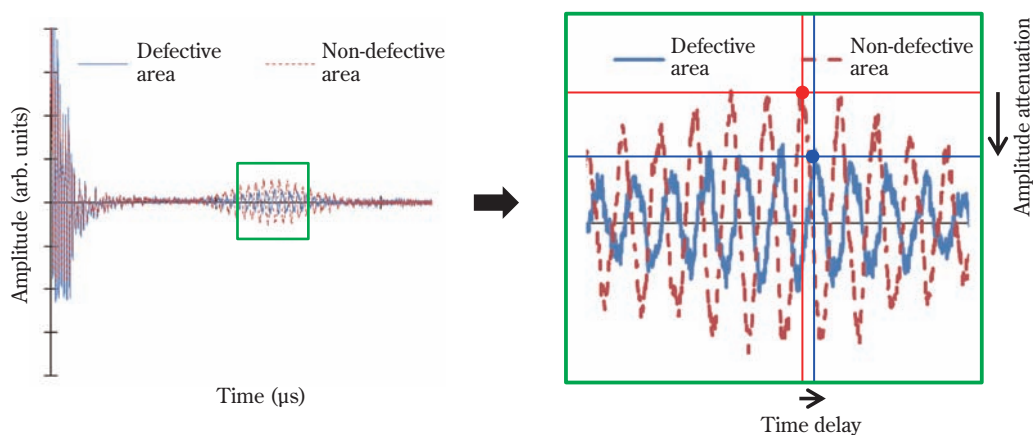 Defective
area
Non-defective
area
Amplitude (arb. units)
Time (µs)
Defective
area
Non-defective
area
Amplitude attenuation
Time delay